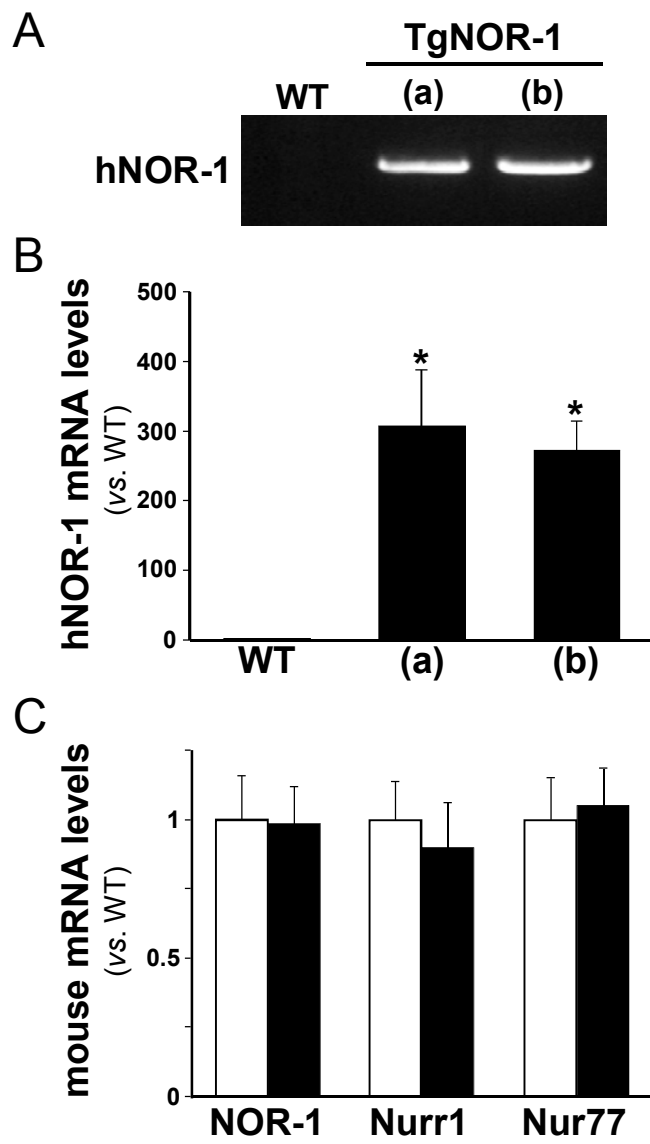 A
TgNOR-1
WT
(a)
(b)
hNOR-1
B
hNOR-1 mRNA levels
(vs. WT)
500
400
300
200
100
0
*
*
WT
(a)
(b)
C
mouse mRNA levels
(vs. WT)
1
0.5
0
NOR-1
Nurr1
Nur77